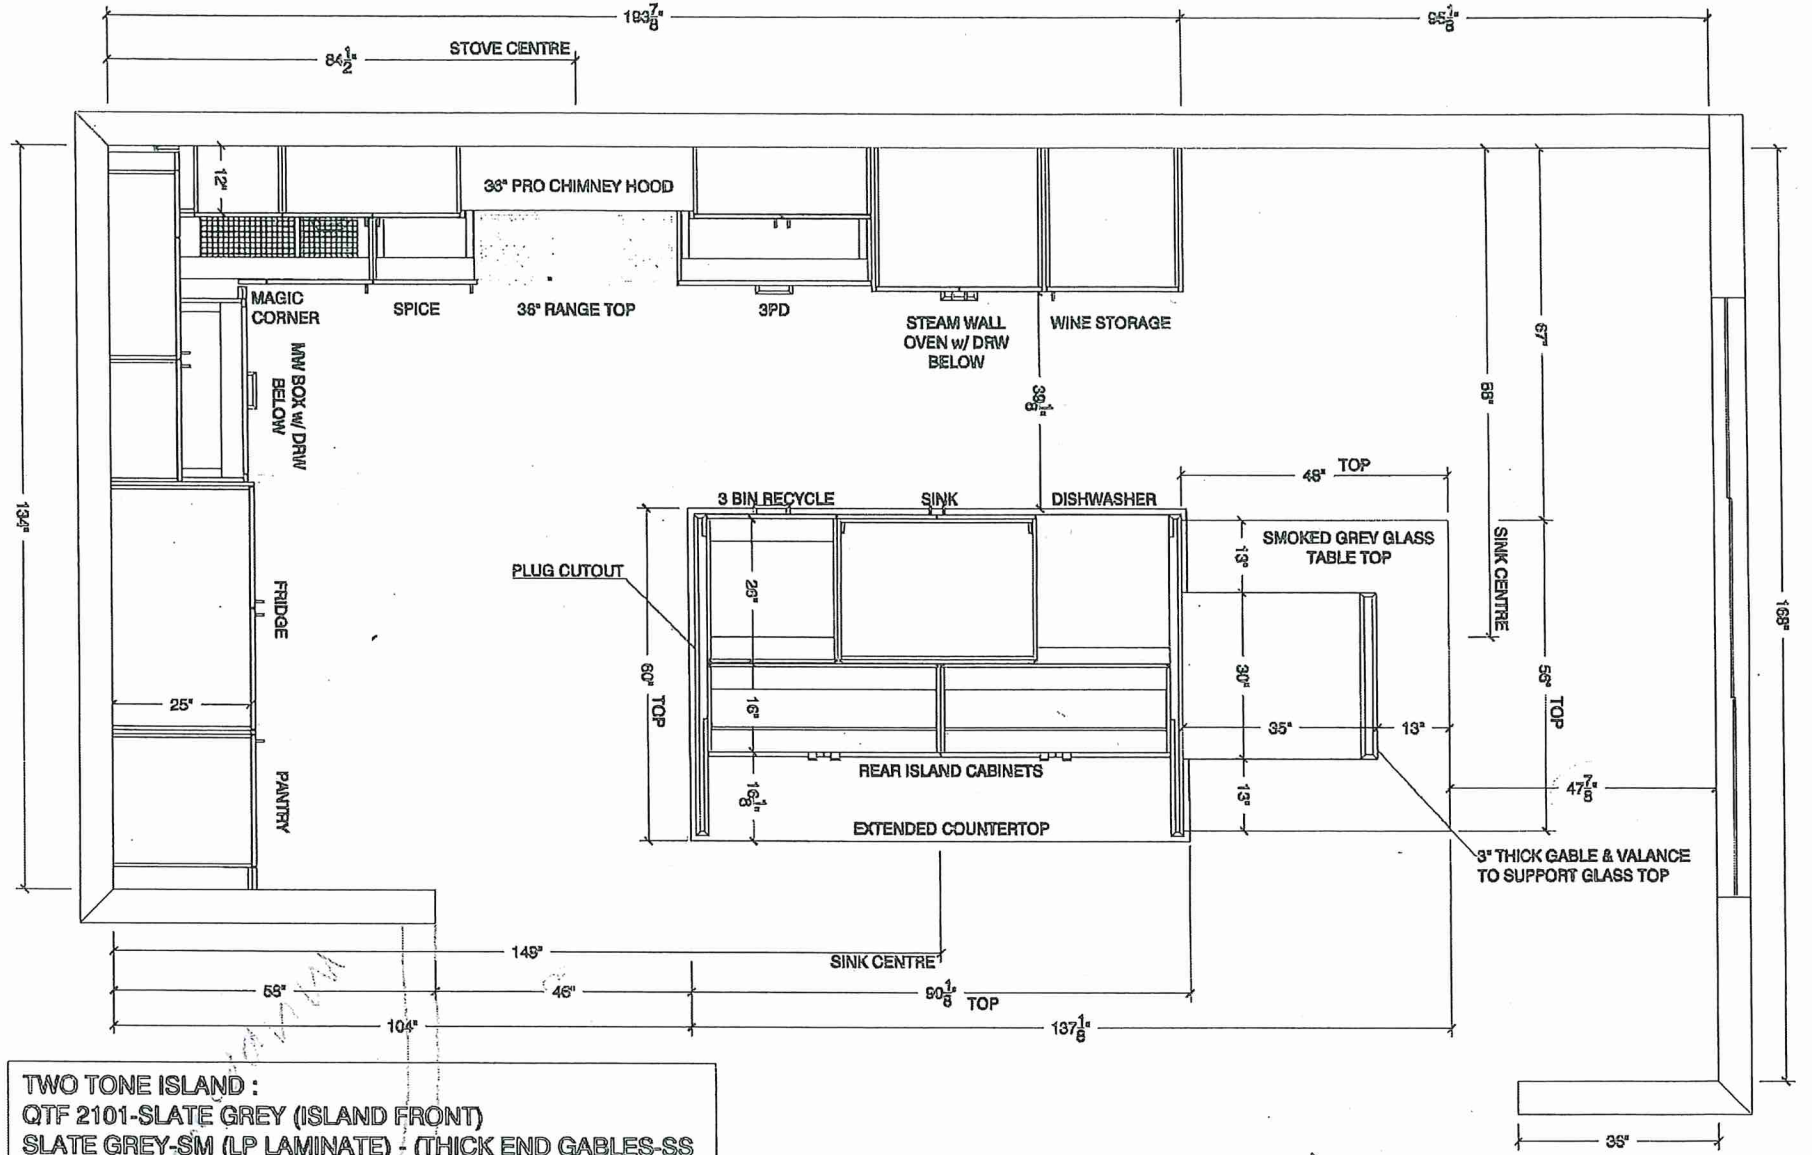 193 7/8"
95 1/8"
84 1/2"
STOVE CENTRE
12"
36" PRO CHIMNEY HOOD
MAGIC
CORNER
SPICE
36" RANGE TOP
3PD
STEAM WALL
OVEN w/ DRW
BELOW
WINE STORAGE
MW BOX w/ DRW
BELOW
39 1/8"
67"
88"
134"
168"
48" TOP
3 BIN RECYCLE
SINK
DISHWASHER
SMOKED GREY GLASS
TABLE TOP
SINK CENTRE
PLUG CUTOUT
13"
26"
FRIDGE
60" TOP
30"
56" TOP
25"
16"
35"
13"
REAR ISLAND CABINETS
PANTRY
16 1/8"
13"
47 7/8"
EXTENDED COUNTERTOP
3" THICK GABLE & VALANCE
TO SUPPORT GLASS TOP
149"
SINK CENTRE
58"
46"
90 1/8" TOP
104"
137 1/8"
TWO TONE ISLAND :
QTF 2101-SLATE GREY (ISLAND FRONT)
SLATE GREY-SM (LP LAMINATE) - (THICK END GABLES-SS
36"